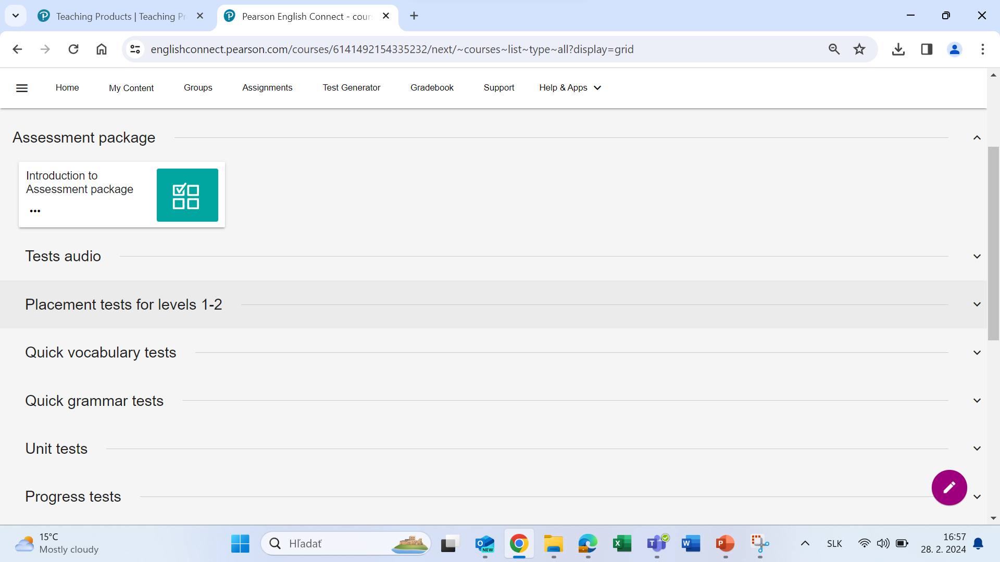 Teaching Products | Teaching Pr
Pearson English Connect - cour
englishconnect.pearson.com/courses/6141492154335232/next/~courses~list~type~all?display=grid
Home
My Content
Groups
Assignments
Test Generator
Gradebook
Support
Help & Apps
Assessment package
Introduction to
Assessment package
Tests audio
Placement tests for levels 1-2
Quick vocabulary tests
Quick grammar tests
Unit tests
Progress tests
15°C
Mostly cloudy
Hľadať
NEW
SLK
16:57
28. 2. 2024